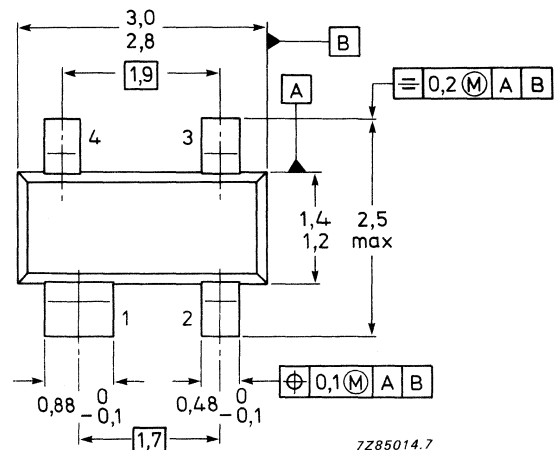 3,0
2,8
B
1,9
A
⌯ 0,2 Ⓜ A B
4
3
1,4
1,2
2,5
max
1
2
⌖ 0,1 Ⓜ A B
0,88 0 −0,1
0,48 0 −0,1
1,7
7Z85014.7